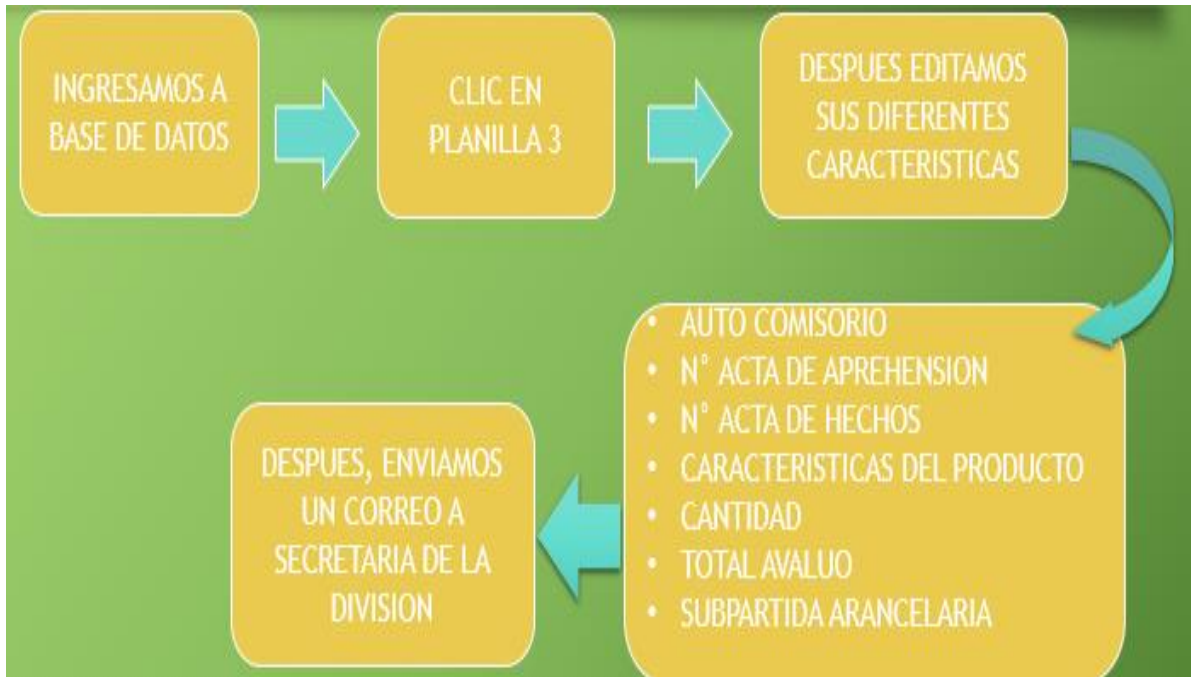 INGRESAMOS A
BASE DE DATOS
CLIC EN
PLANILLA 3
DESPUES EDITAMOS
SUS DIFERENTES
CARACTERISTICAS
• AUTO COMISORIO
• N° ACTA DE APREHENSION
• N° ACTA DE HECHOS
• CARACTERISTICAS DEL PRODUCTO
• CANTIDAD
• TOTAL AVALUO
• SUBPARTIDA ARANCELARIA
DESPUES, ENVIAMOS
UN CORREO A
SECRETARIA DE LA
DIVISION